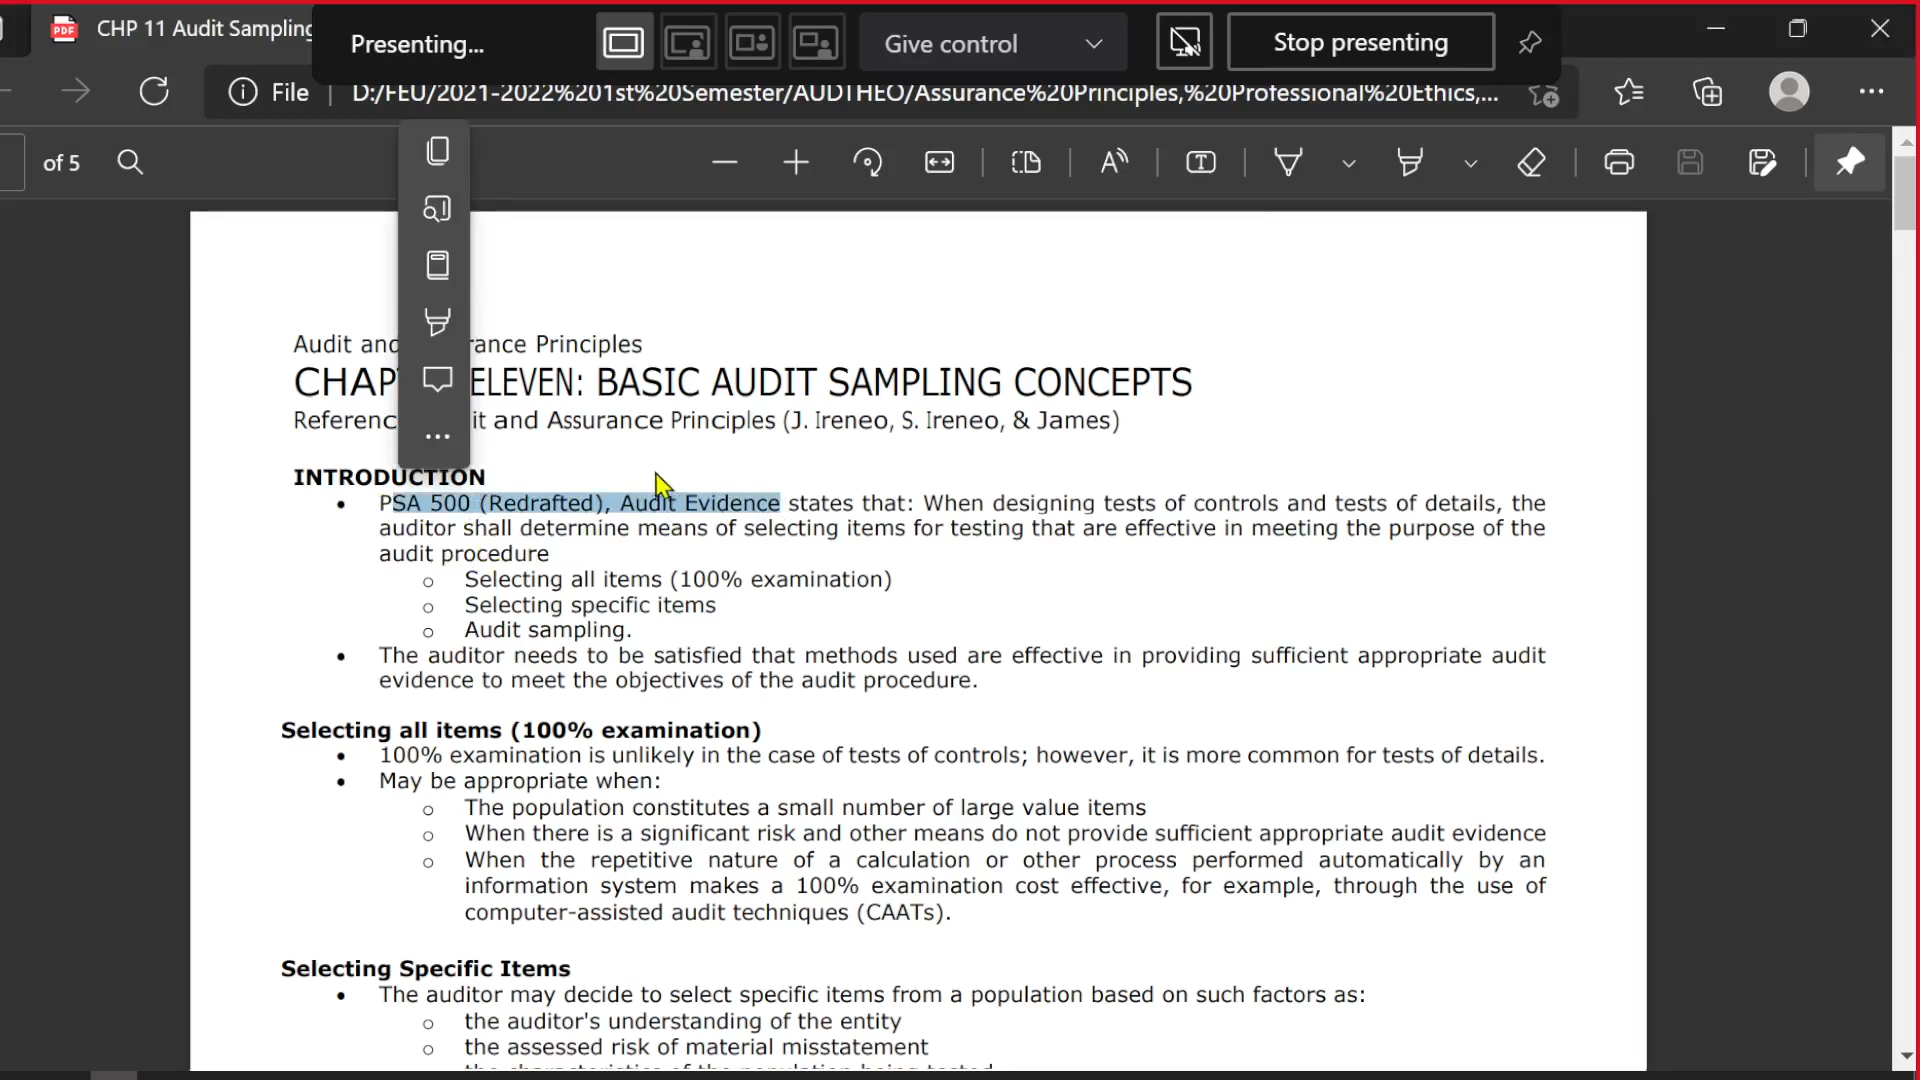 CHP 11 Audit Sampling
Presenting...
Give control
Stop presenting
File
D:/FEU/2021-2022%201st%20Semester/AUDTHEO/Assurance%20Principles,%20Professional%20Ethics,...
of 5
Audit and rance Principles
CHAP ELEVEN: BASIC AUDIT SAMPLING CONCEPTS
Referenc it and Assurance Principles (J. Ireneo, S. Ireneo, & James)
INTRODUCTION
• PSA 500 (Redrafted), Audit Evidence states that: When designing tests of controls and tests of details, the
auditor shall determine means of selecting items for testing that are effective in meeting the purpose of the
audit procedure
o Selecting all items (100% examination)
o Selecting specific items
o Audit sampling.
• The auditor needs to be satisfied that methods used are effective in providing sufficient appropriate audit
evidence to meet the objectives of the audit procedure.
Selecting all items (100% examination)
• 100% examination is unlikely in the case of tests of controls; however, it is more common for tests of details.
• May be appropriate when:
o The population constitutes a small number of large value items
o When there is a significant risk and other means do not provide sufficient appropriate audit evidence
o When the repetitive nature of a calculation or other process performed automatically by an
information system makes a 100% examination cost effective, for example, through the use of
computer-assisted audit techniques (CAATs).
Selecting Specific Items
• The auditor may decide to select specific items from a population based on such factors as:
o the auditor's understanding of the entity
o the assessed risk of material misstatement
the characteristics of the population being tested